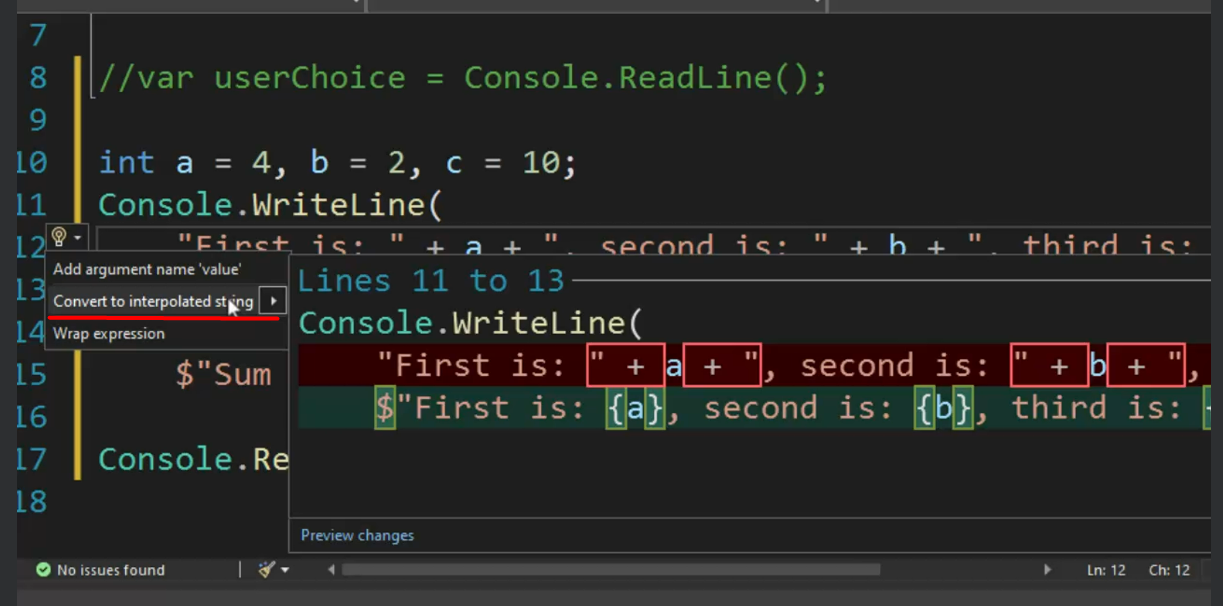 7
8 //var userChoice = Console.ReadLine();
9
10 int a = 4, b = 2, c = 10;
11 Console.WriteLine(
12 "First is: " + a + ", second is: " + b + ", third is:
Add argument name 'value'
13 Convert to interpolated string
14 Wrap expression
15 $"Sum
16
17 Console.Re
18
Lines 11 to 13
Console.WriteLine(
"First is: " + a + ", second is: " + b + ",
$"First is: {a}, second is: {b}, third is: {
Preview changes
No issues found
Ln: 12 Ch: 12